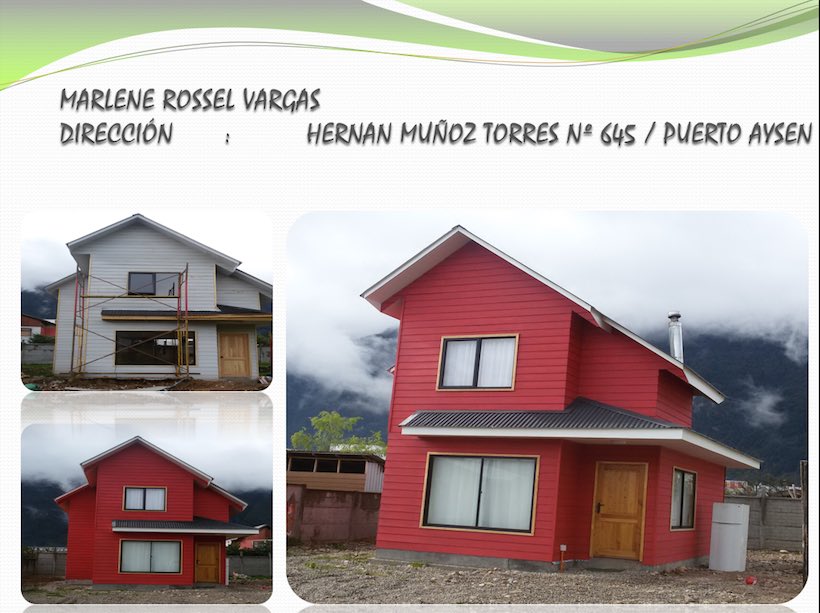 MARLENE ROSSEL VARGAS
DIRECCIÓN : HERNAN MUÑOZ TORRES Nº 645 / PUERTO AYSEN